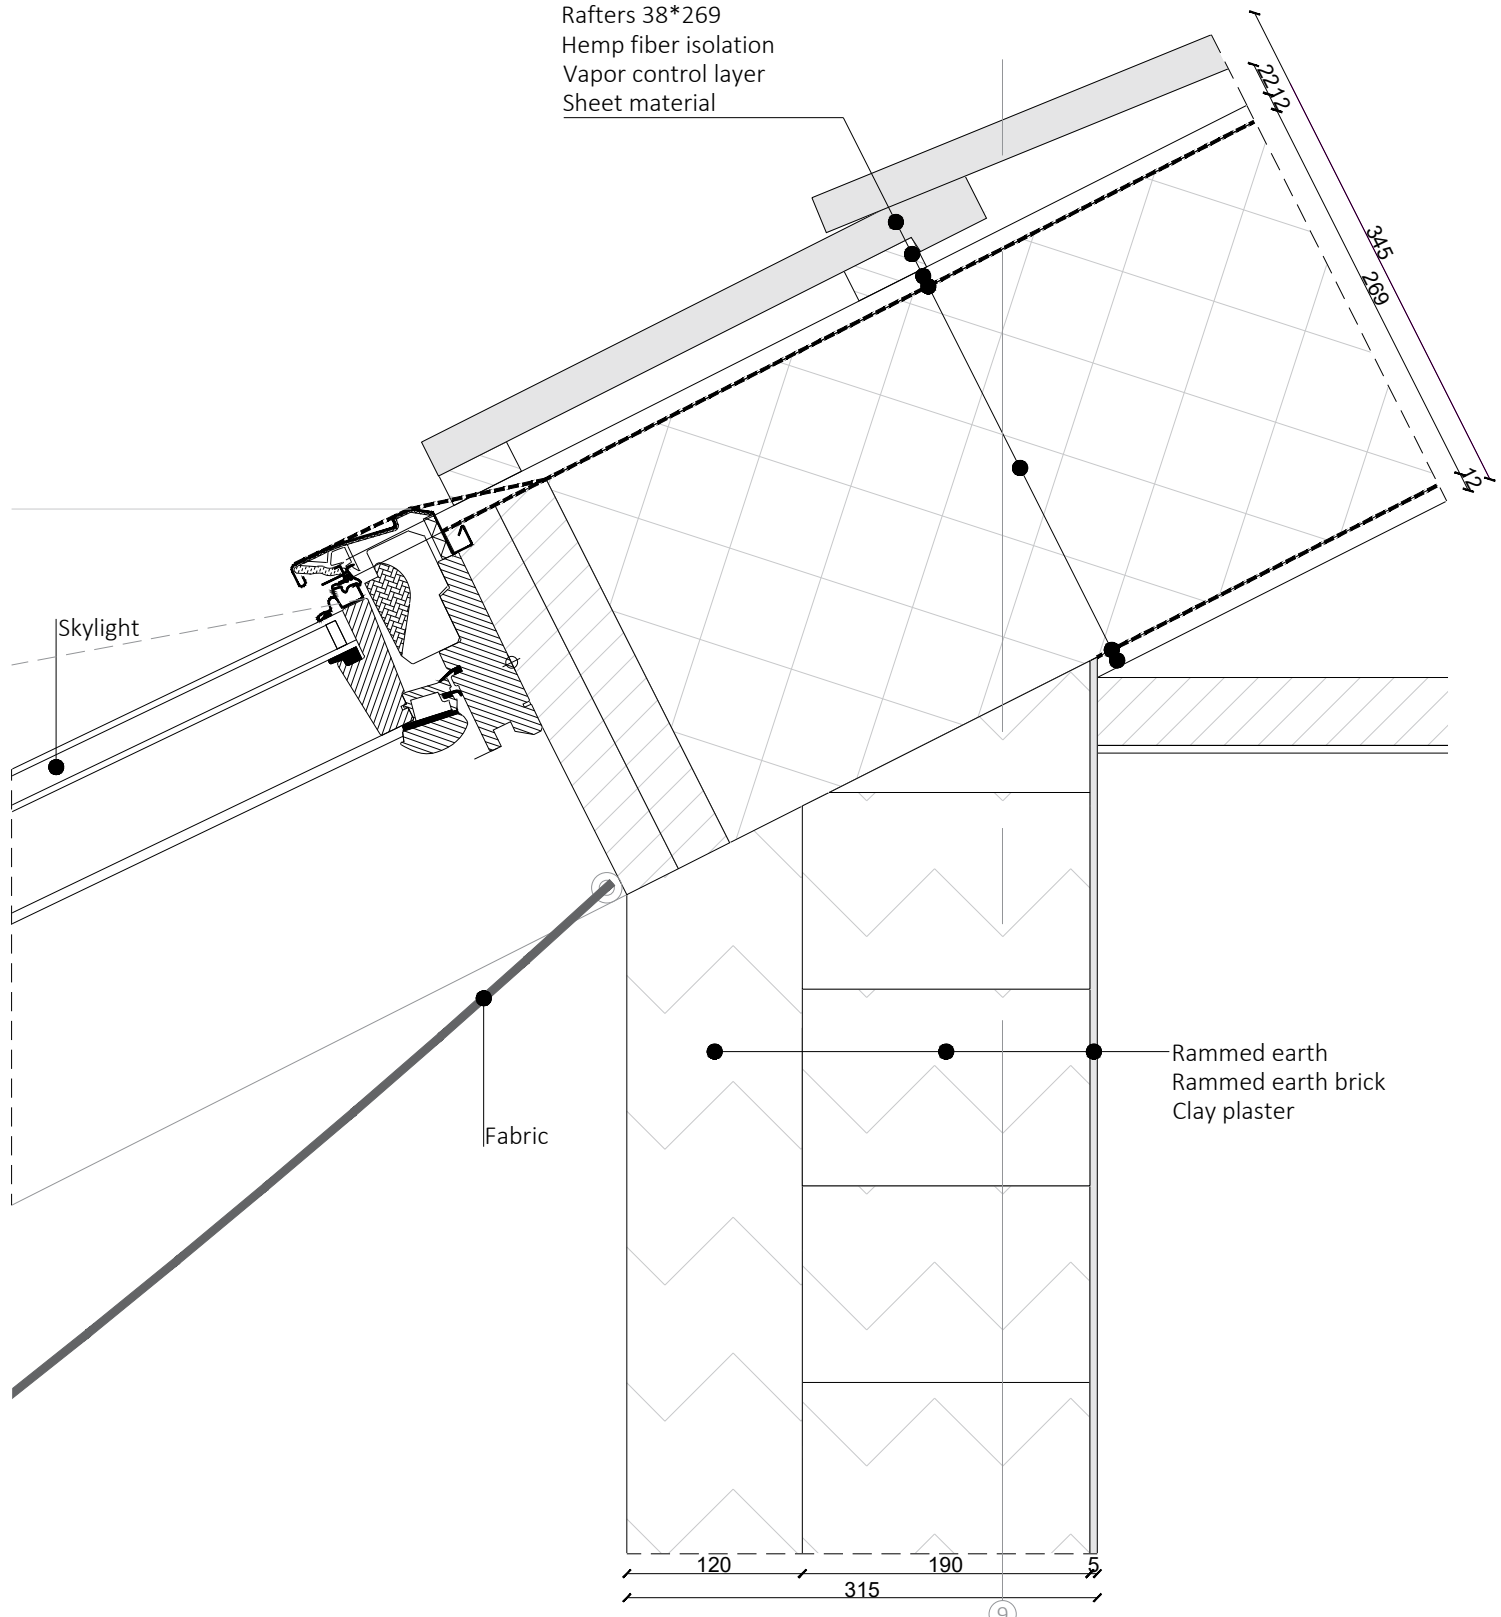 Rafters 38*269
Hemp fiber isolation
Vapor control layer
Sheet material
22
12
345
269
12
Skylight
Fabric
Rammed earth
Rammed earth brick
Clay plaster
120
190
5
315
9